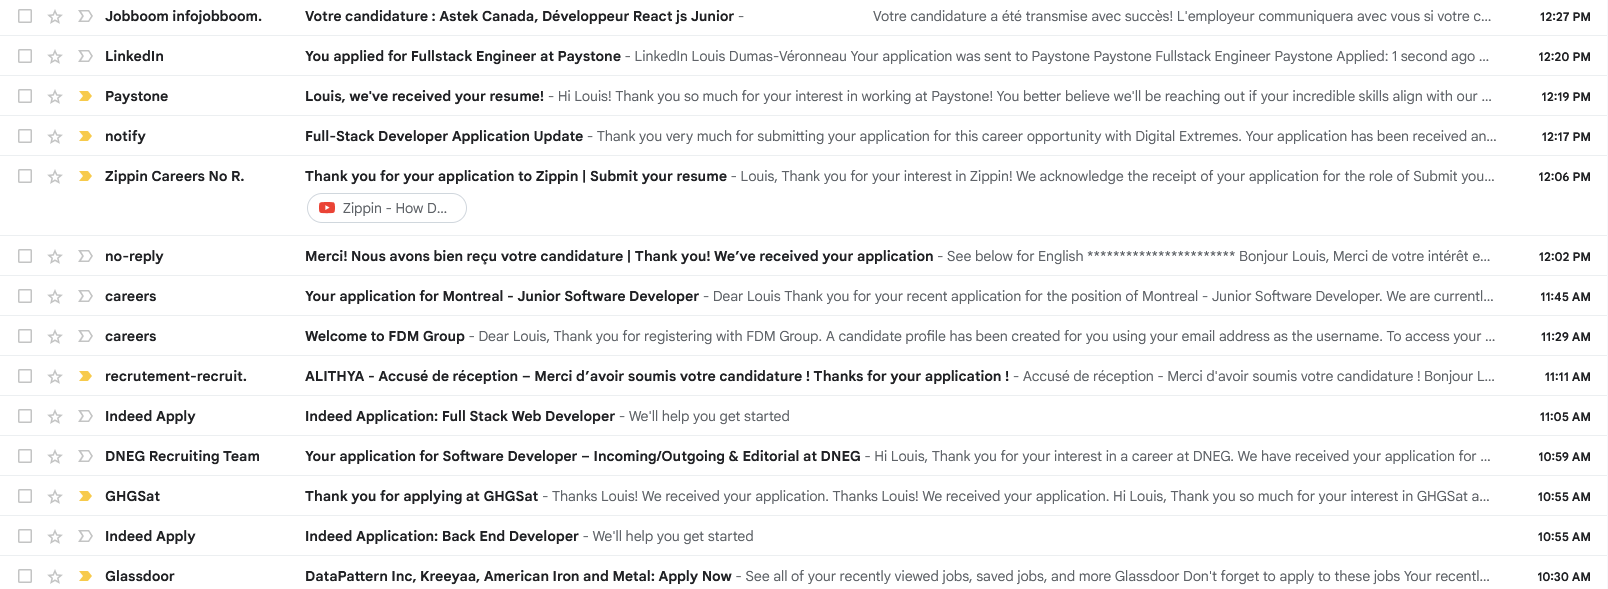 Jobboom infojobboom. Votre candidature : Astek Canada, Développeur React js Junior - Votre candidature a été transmise avec succès! L'employeur communiquera avec vous si votre c... 12:27 PM
LinkedIn You applied for Fullstack Engineer at Paystone - LinkedIn Louis Dumas-Véronneau Your application was sent to Paystone Paystone Fullstack Engineer Paystone Applied: 1 second ago ... 12:20 PM
Paystone Louis, we've received your resume! - Hi Louis! Thank you so much for your interest in working at Paystone! You better believe we'll be reaching out if your incredible skills align with our ... 12:19 PM
notify Full-Stack Developer Application Update - Thank you very much for submitting your application for this career opportunity with Digital Extremes. Your application has been received an... 12:17 PM
Zippin Careers No R. Thank you for your application to Zippin | Submit your resume - Louis, Thank you for your interest in Zippin! We acknowledge the receipt of your application for the role of Submit you... 12:06 PM
Zippin - How D...
no-reply Merci! Nous avons bien reçu votre candidature | Thank you! We’ve received your application - See below for English *********************** Bonjour Louis, Merci de votre intérêt e... 12:02 PM
careers Your application for Montreal - Junior Software Developer - Dear Louis Thank you for your recent application for the position of Montreal - Junior Software Developer. We are currentl... 11:45 AM
careers Welcome to FDM Group - Dear Louis, Thank you for registering with FDM Group. A candidate profile has been created for you using your email address as the username. To access your ... 11:29 AM
recrutement-recruit. ALITHYA - Accusé de réception – Merci d’avoir soumis votre candidature ! Thanks for your application ! - Accusé de réception - Merci d'avoir soumis votre candidature ! Bonjour L... 11:11 AM
Indeed Apply Indeed Application: Full Stack Web Developer - We'll help you get started 11:05 AM
DNEG Recruiting Team Your application for Software Developer – Incoming/Outgoing & Editorial at DNEG - Hi Louis, Thank you for your interest in a career at DNEG. We have received your application for ... 10:59 AM
GHGSat Thank you for applying at GHGSat - Thanks Louis! We received your application. Thanks Louis! We received your application. Hi Louis, Thank you so much for your interest in GHGSat a... 10:55 AM
Indeed Apply Indeed Application: Back End Developer - We'll help you get started 10:55 AM
Glassdoor DataPattern Inc, Kreeyaa, American Iron and Metal: Apply Now - See all of your recently viewed jobs, saved jobs, and more Glassdoor Don't forget to apply to these jobs Your recentl... 10:30 AM